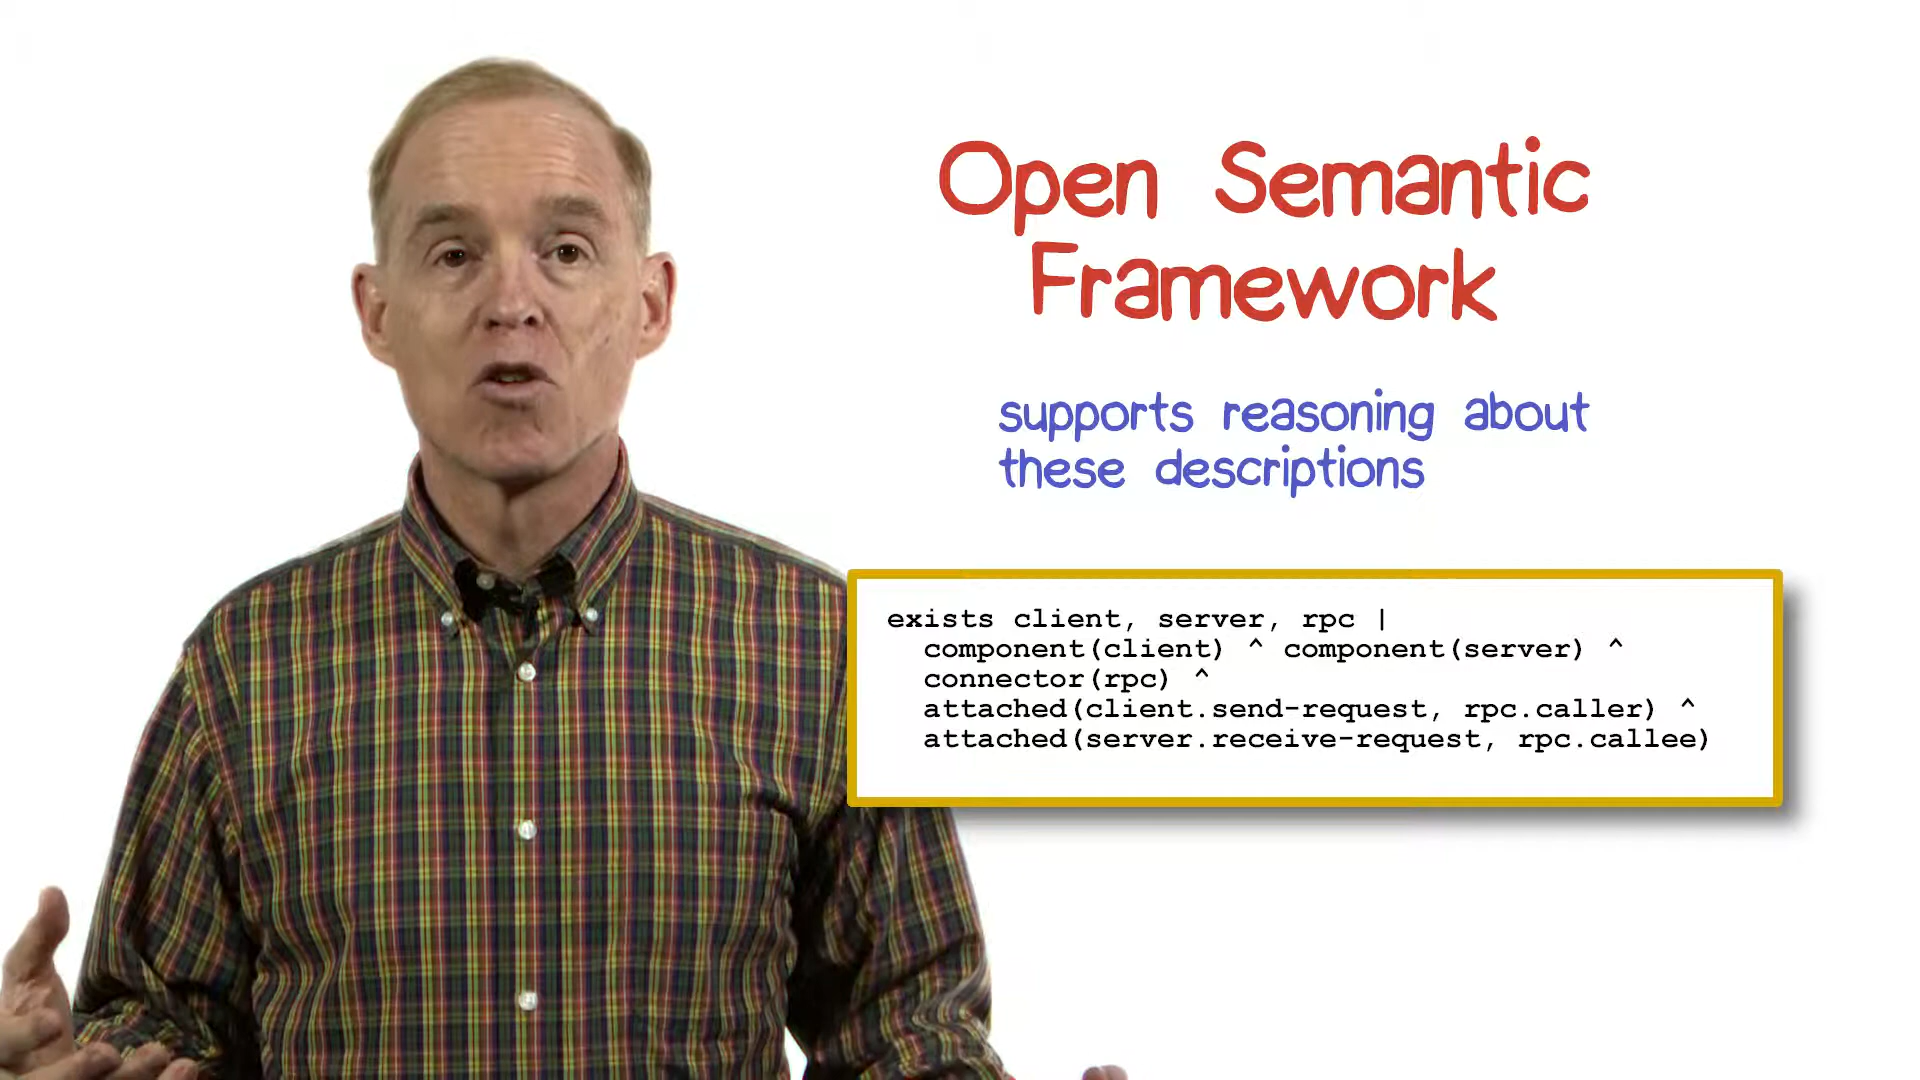 Open Semantic
Framework
supports reasoning about
these descriptions
exists client, server, rpc |
component(client) ^ component(server) ^
connector(rpc) ^
attached(client.send-request, rpc.caller) ^
attached(server.receive-request, rpc.callee)